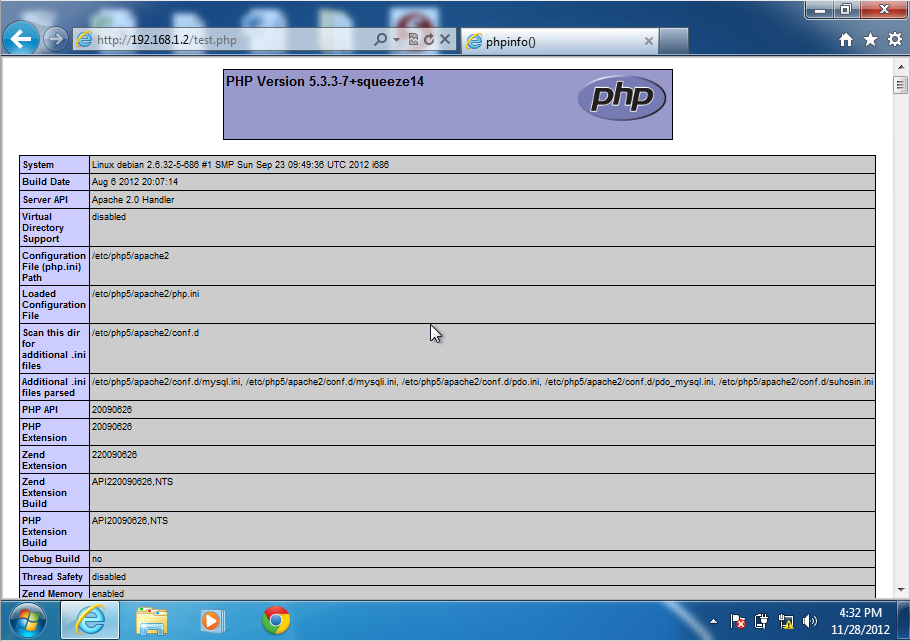 http://192.168.1.2/test.php
phpinfo()
PHP Version 5.3.3-7+squeeze14
php
System
Linux debian 2.6.32-5-686 #1 SMP Sun Sep 23 09:49:36 UTC 2012 i686
Build Date
Aug 6 2012 20:07:14
Server API
Apache 2.0 Handler
Virtual
Directory
Support
disabled
Configuration
File (php.ini)
Path
/etc/php5/apache2
Loaded
Configuration
File
/etc/php5/apache2/php.ini
Scan this dir
for
additional .ini
files
/etc/php5/apache2/conf.d
Additional .ini
files parsed
/etc/php5/apache2/conf.d/mysql.ini, /etc/php5/apache2/conf.d/mysqli.ini, /etc/php5/apache2/conf.d/pdo.ini, /etc/php5/apache2/conf.d/pdo_mysql.ini, /etc/php5/apache2/conf.d/suhosin.ini
PHP API
20090626
PHP
Extension
20090626
Zend
Extension
220090626
Zend
Extension
Build
API220090626,NTS
PHP
Extension
Build
API20090626,NTS
Debug Build
no
Thread Safety
disabled
Zend Memory
enabled
4:32 PM
11/28/2012